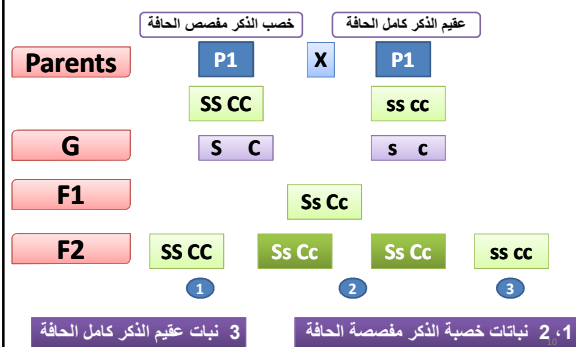 خصب الذكر مفصص الحافة
عقيم الذكر كامل الحافة
Parents
P1
X
P1
SS CC
ss cc
G
S C
s c
F1
Ss Cc
F2
SS CC
Ss Cc
Ss Cc
ss cc
1
2
3
3 نبات عقيم الذكر كامل الحافة
1، 2 نباتات خصبة الذكر مفصصة الحافة
10